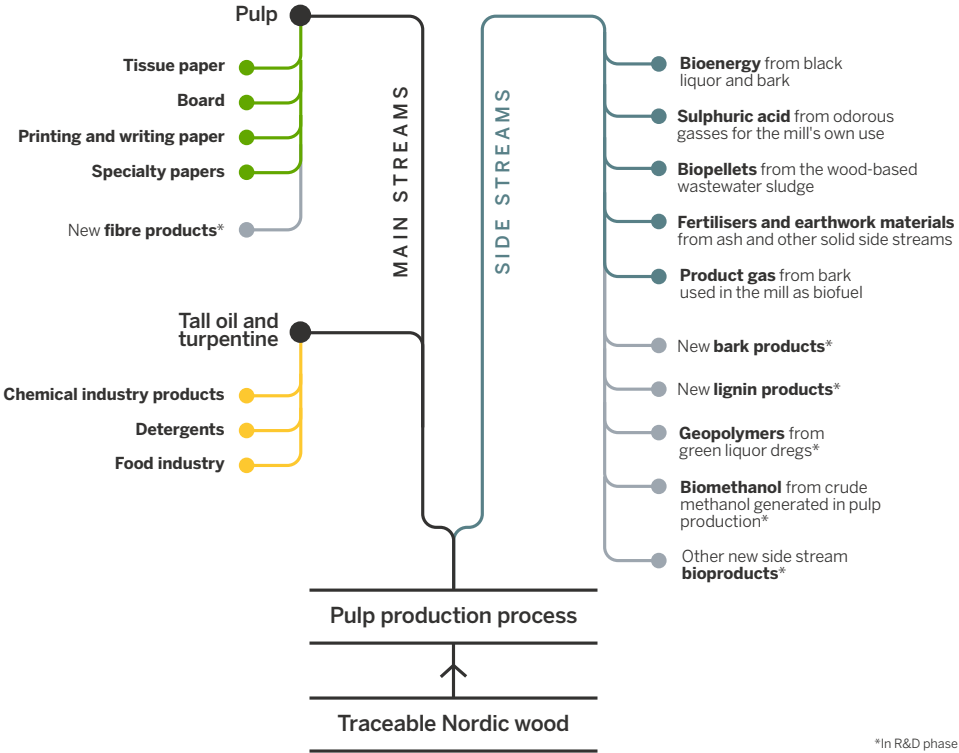 Pulp
Tissue paper
Board
Printing and writing paper
Specialty papers
New fibre products*
Tall oil and
turpentine
Chemical industry products
Detergents
Food industry
MAIN STREAMS
SIDE STREAMS
Bioenergy from black
liquor and bark
Sulphuric acid from odorous
gasses for the mill's own use
Biopellets from the wood-based
wastewater sludge
Fertilisers and earthwork materials
from ash and other solid side streams
Product gas from bark
used in the mill as biofuel
New bark products*
New lignin products*
Geopolymers from
green liquor dregs*
Biomethanol from crude
methanol generated in pulp
production*
Other new side stream
bioproducts*
Pulp production process
Traceable Nordic wood
*In R&D phase